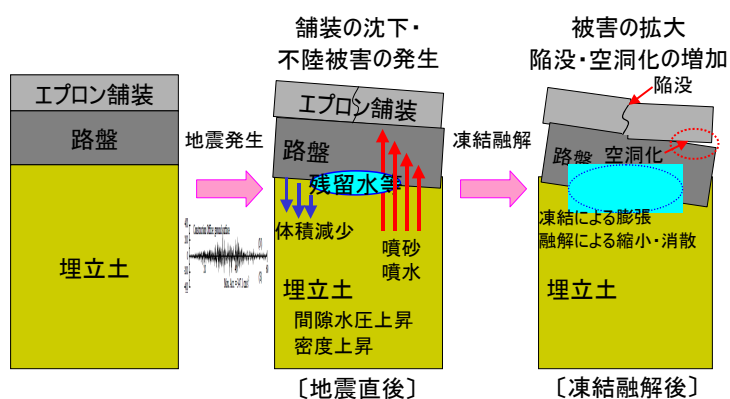 舗装の沈下・
不陸被害の発生
被害の拡大
陥没・空洞化の増加
エプロン舗装
路盤
埋立土
地震発生
エプロン舗装
路盤
残留水等
体積減少
噴砂
噴水
埋立土
間隙水圧上昇
密度上昇
〔地震直後〕
凍結融解
陥没
路盤
空洞化
凍結による膨張
融解による縮小・消散
埋立土
〔凍結融解後〕